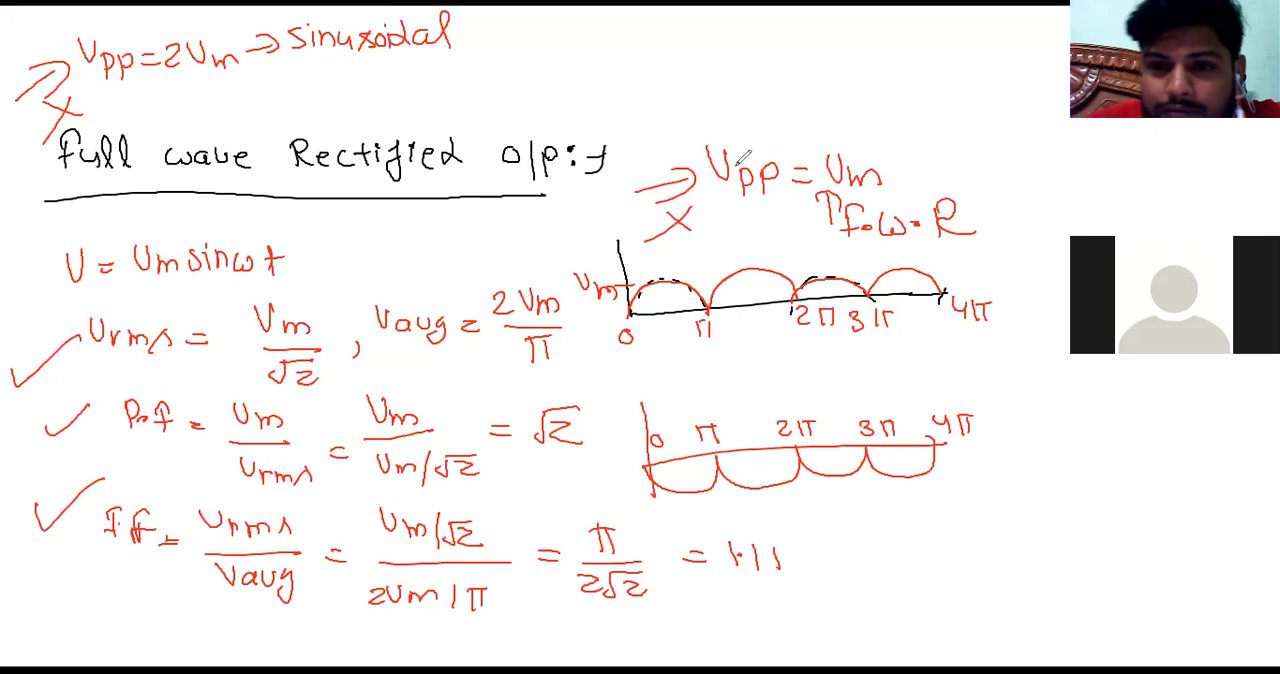 Vpp=2Vm → sinusoidal
X
Full wave Rectified o/p:→
→ Vpp = Vm
X ↑ f.w.R
V = Vm sinωt
Vrms = Vm/√2, Vavg = 2Vm/π
Vm
0 π 2π 3π 4π
P.f = Vm/Vrms = Vm/Vm/√2 = √2
0 π 2π 3π 4π
f.f = Vrms/Vavg = Vm/√2/2Vm/π = π/2√2 = 1.11